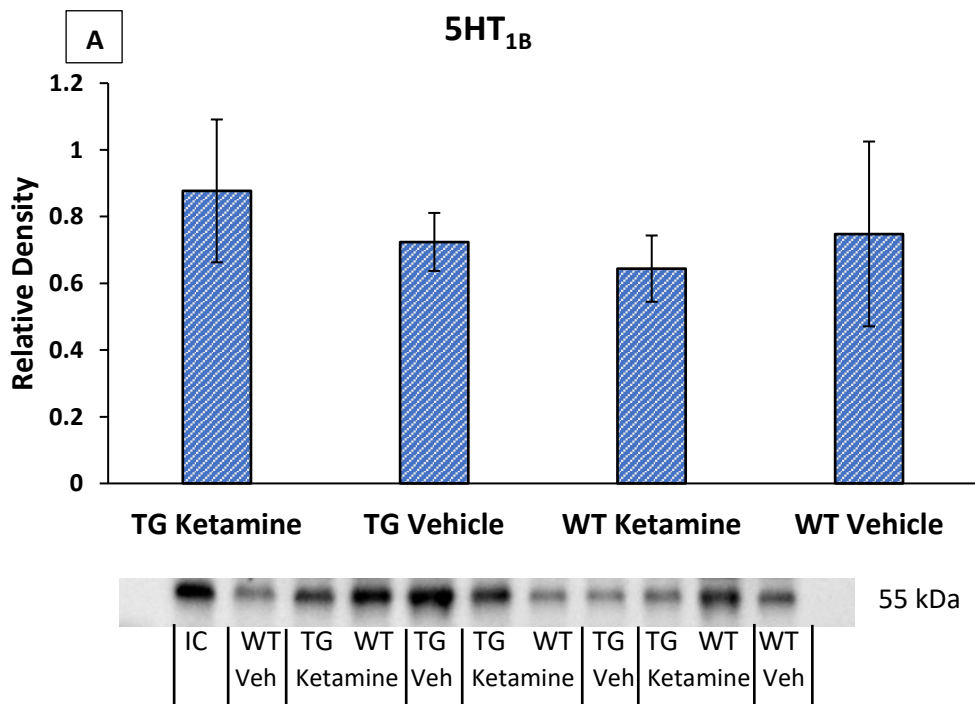 A
5HT1B
Relative Density
1.2
1
0.8
0.6
0.4
0.2
0
TG Ketamine TG Vehicle WT Ketamine WT Vehicle
55 kDa
IC WT TG WT TG TG WT TG TG WT WT
Veh Ketamine Veh Ketamine Veh Ketamine Veh